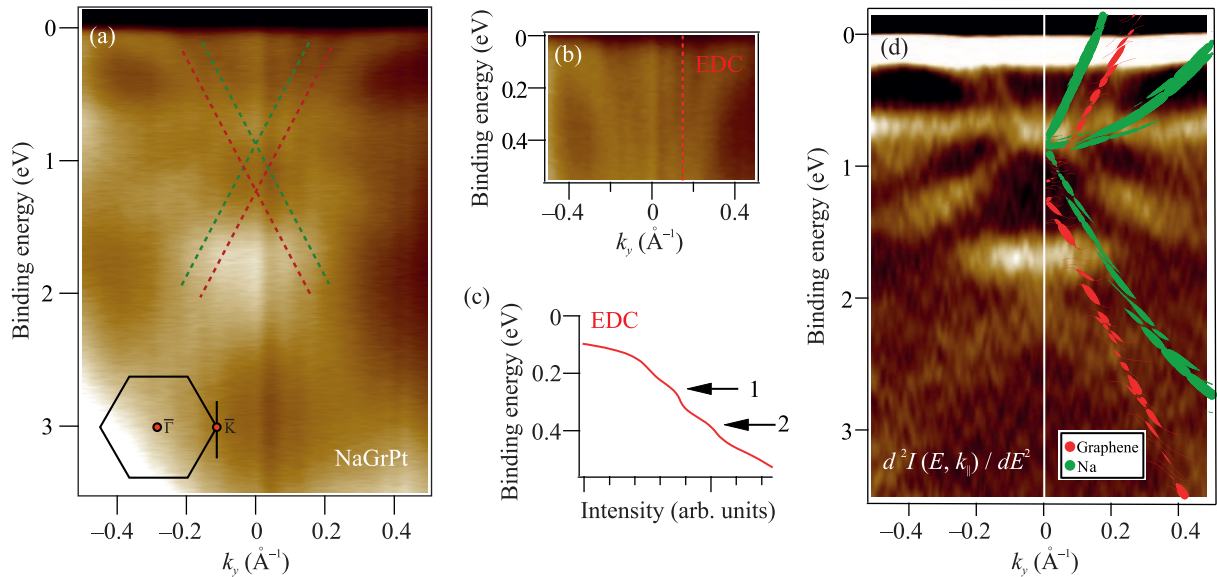 (a)
Binding energy (eV)
0
1
2
3
Γ̅
K̅
NaGrPt
−0.4
−0.2
0
0.2
0.4
k_y (Å⁻¹)
(b)
EDC
Binding energy (eV)
0
0.2
0.4
−0.4
0
0.4
k_y (Å⁻¹)
(c)
EDC
Binding energy (eV)
0
0.2
0.4
1
2
Intensity (arb. units)
(d)
Binding energy (eV)
0
1
2
3
Graphene
Na
d ²I (E, k_∥) / dE²
−0.4
−0.2
0
0.2
0.4
k_y (Å⁻¹)